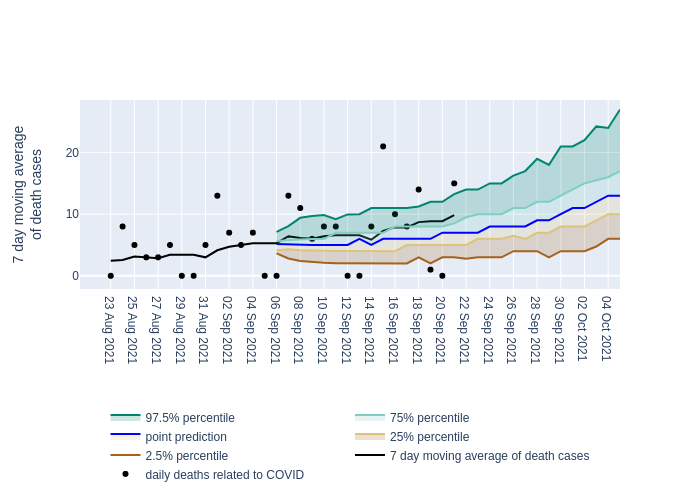 7 day moving average
of death cases
20
10
0
23 Aug 2021
25 Aug 2021
27 Aug 2021
29 Aug 2021
31 Aug 2021
02 Sep 2021
04 Sep 2021
06 Sep 2021
08 Sep 2021
10 Sep 2021
12 Sep 2021
14 Sep 2021
16 Sep 2021
18 Sep 2021
20 Sep 2021
22 Sep 2021
24 Sep 2021
26 Sep 2021
28 Sep 2021
30 Sep 2021
02 Oct 2021
04 Oct 2021
97.5% percentile
75% percentile
point prediction
25% percentile
2.5% percentile
7 day moving average of death cases
daily deaths related to COVID